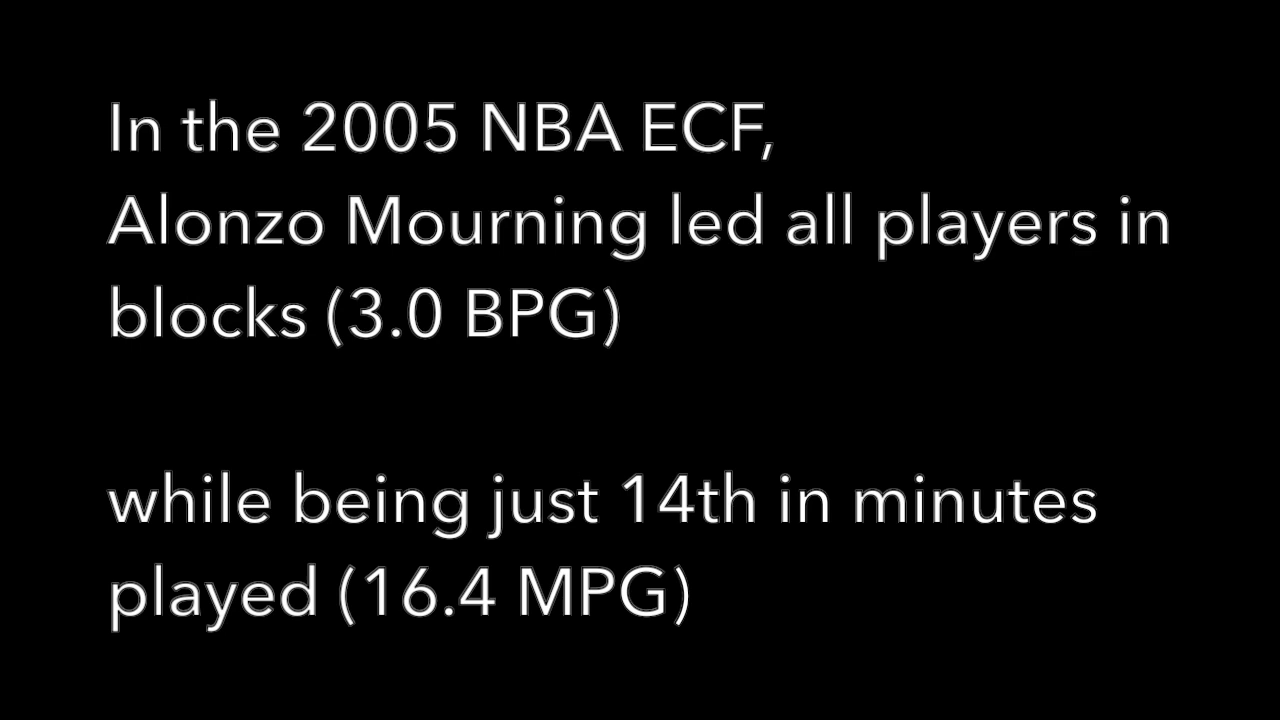 In the 2005 NBA ECF,
Alonzo Mourning led all players in
blocks (3.0 BPG)
while being just 14th in minutes
played (16.4 MPG)